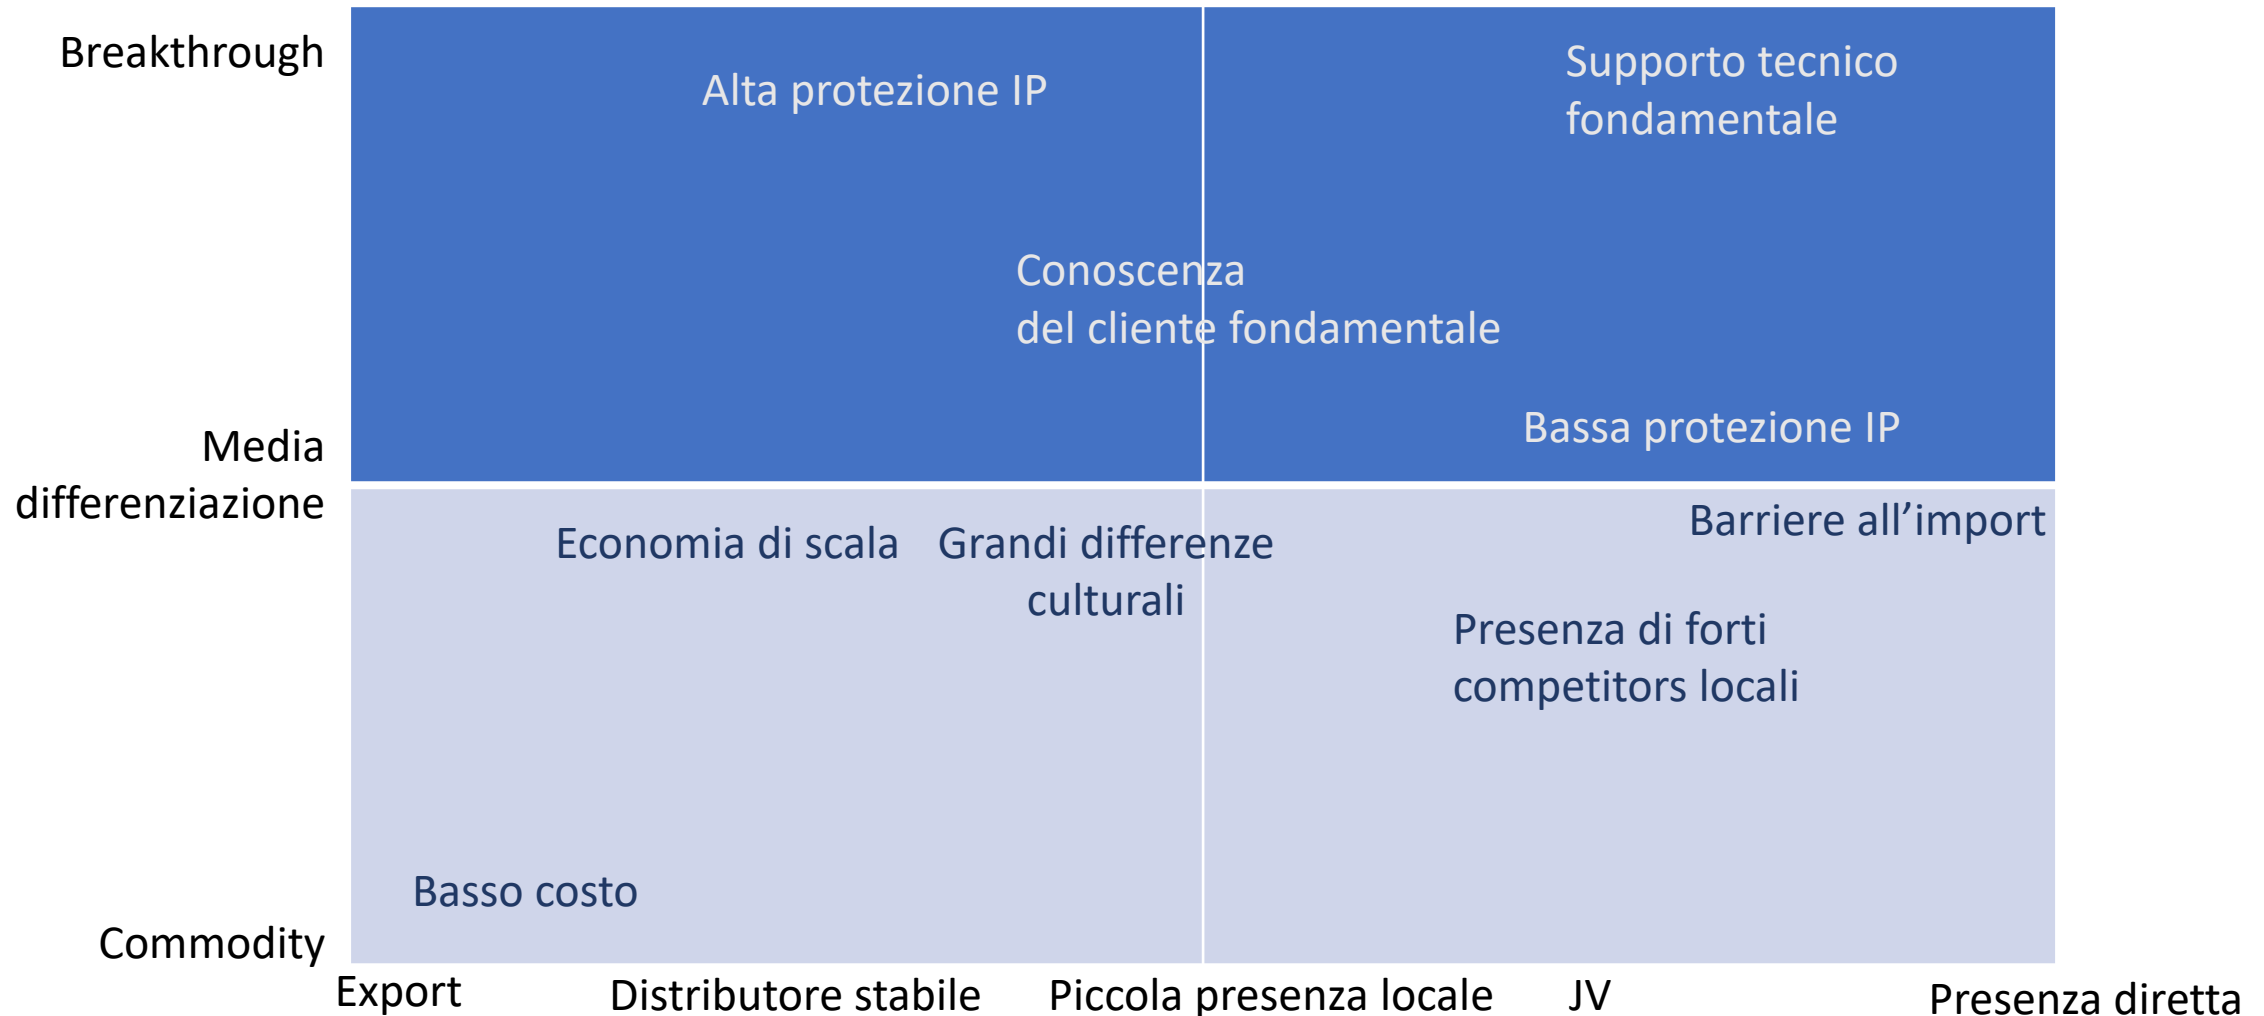 Breakthrough
Alta protezione IP
Supporto tecnico
fondamentale
Conoscenza
del cliente fondamentale
Bassa protezione IP
Media
differenziazione
Economia di scala
Grandi differenze
culturali
Barriere all'import
Presenza di forti
competitors locali
Basso costo
Commodity
Export
Distributore stabile
Piccola presenza locale
JV
Presenza diretta